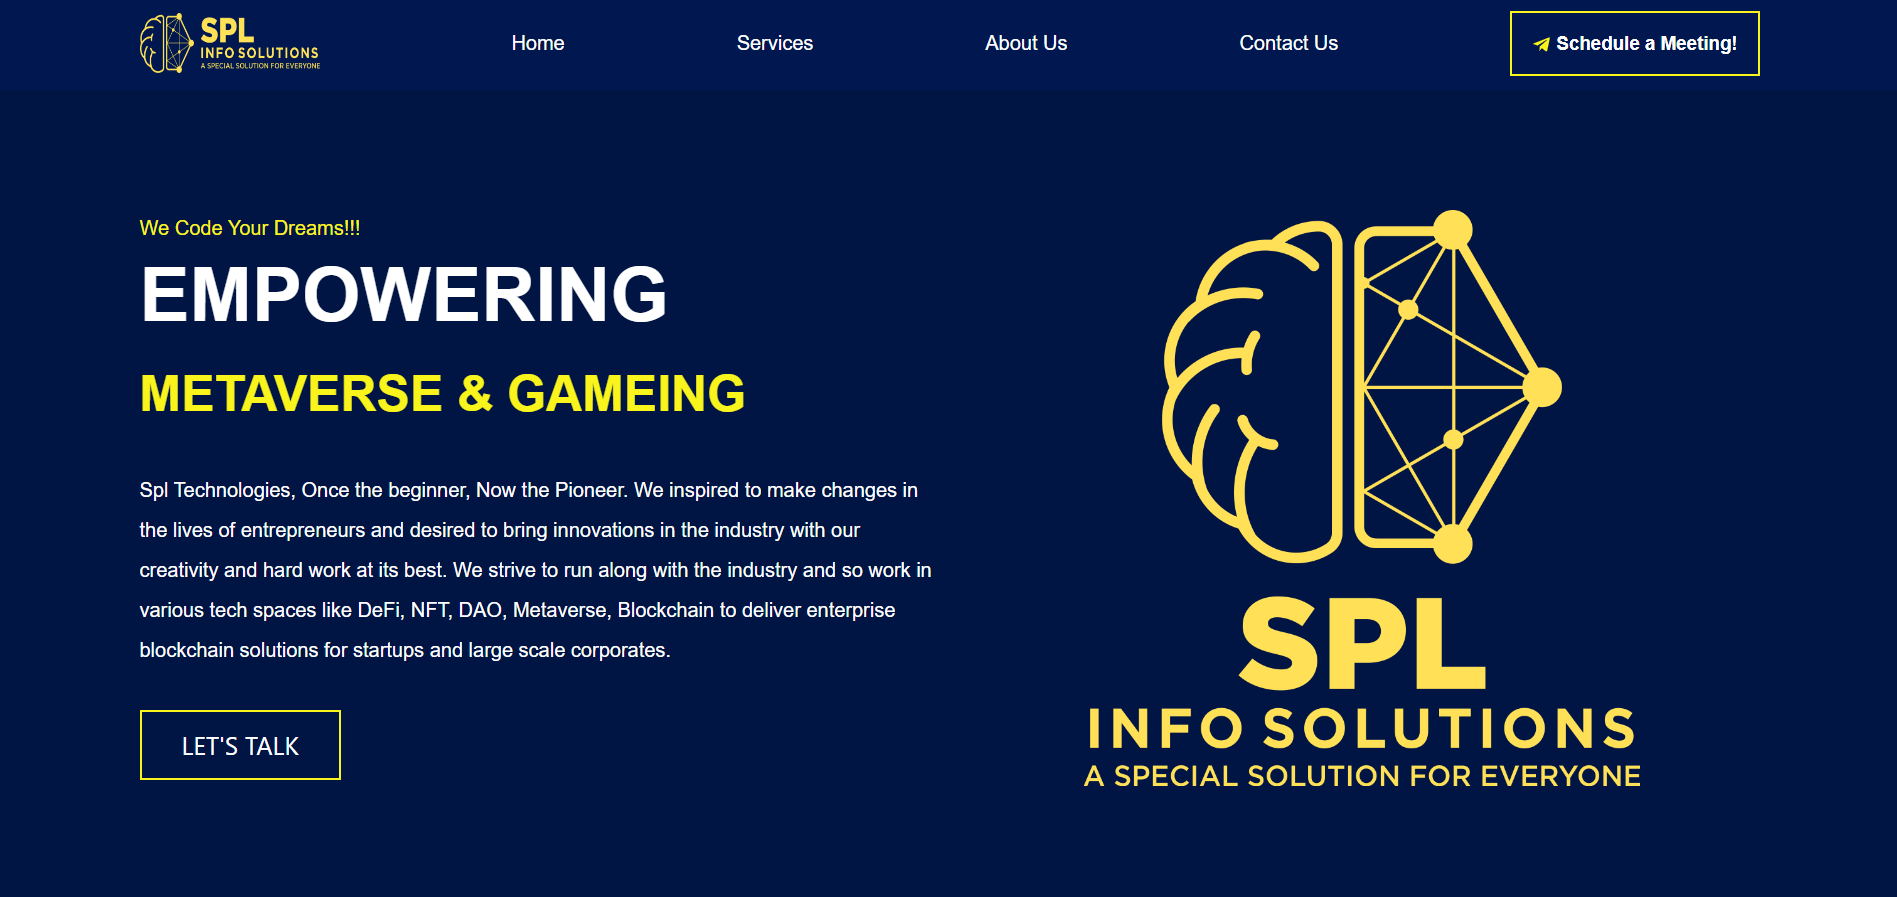 SPL
INFO SOLUTIONS
A SPECIAL SOLUTION FOR EVERYONE
Home
Services
About Us
Contact Us
Schedule a Meeting!
We Code Your Dreams!!!
EMPOWERING
METAVERSE & GAMEING
Spl Technologies, Once the beginner, Now the Pioneer. We inspired to make changes in
the lives of entrepreneurs and desired to bring innovations in the industry with our
creativity and hard work at its best. We strive to run along with the industry and so work in
various tech spaces like DeFi, NFT, DAO, Metaverse, Blockchain to deliver enterprise
blockchain solutions for startups and large scale corporates.
LET'S TALK
SPL
INFO SOLUTIONS
A SPECIAL SOLUTION FOR EVERYONE